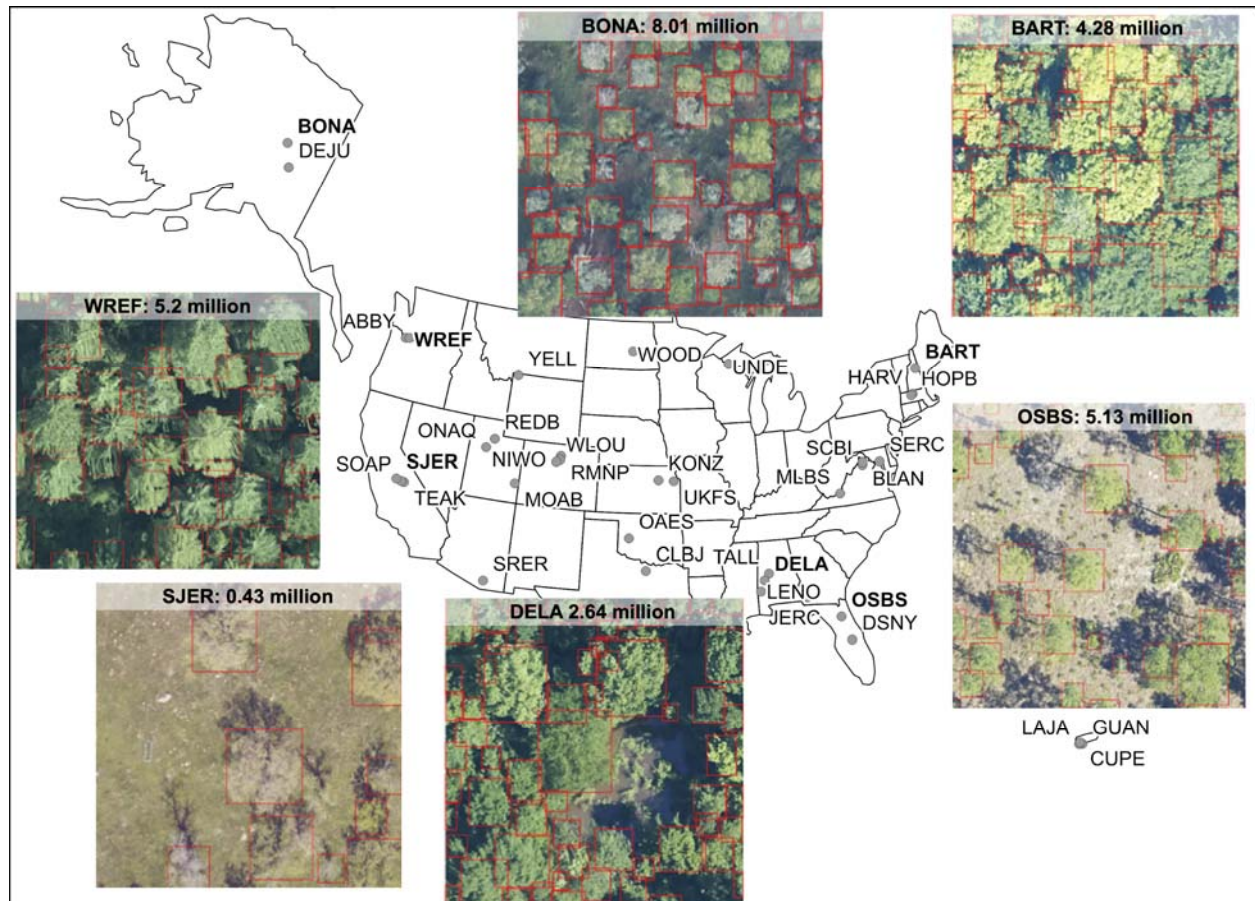 BONA: 8.01 million
BART: 4.28 million
BONA
DEJU
WREF: 5.2 million
ABBY
WREF
YELL
WOOD
UNDE
BART
HARV
HOPB
OSBS: 5.13 million
ONAQ
REDB
WLOU
NIWO
RMNP
KONZ
SCBI
SERC
SOAP
SJER
TEAK
MOAB
UKFS
MLBS
BLAN
OAES
SRER
CLBJ
TALL
DELA
LENO
JERC
OSBS
DSNY
SJER: 0.43 million
DELA 2.64 million
LAJA
GUAN
CUPE